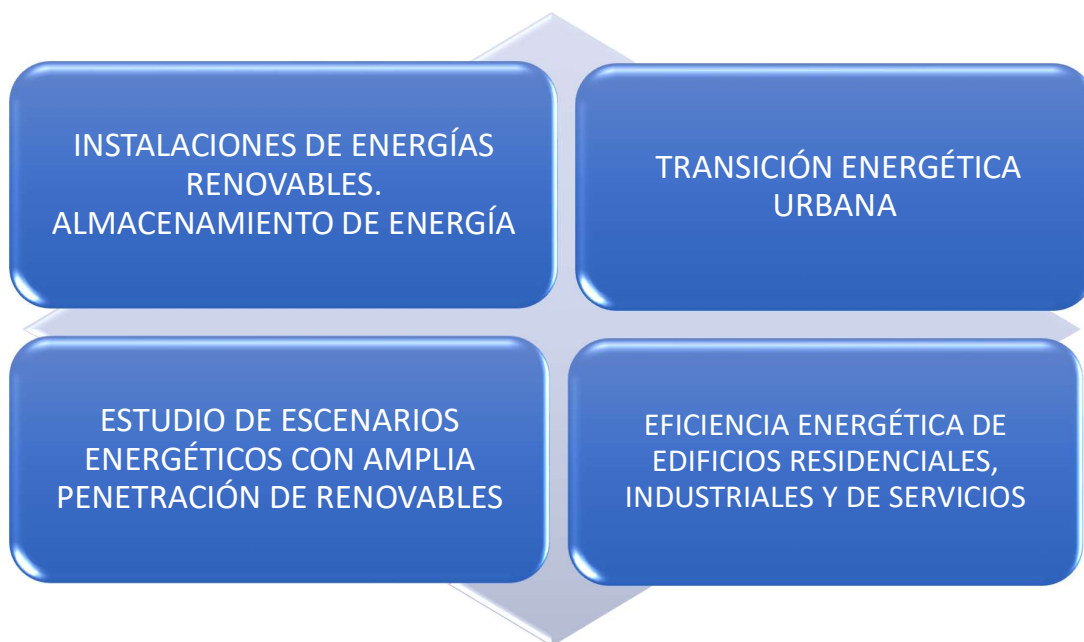 INSTALACIONES DE ENERGÍAS
RENOVABLES.
ALMACENAMIENTO DE ENERGÍA
TRANSICIÓN ENERGÉTICA
URBANA
ESTUDIO DE ESCENARIOS
ENERGÉTICOS CON AMPLIA
PENETRACIÓN DE RENOVABLES
EFICIENCIA ENERGÉTICA DE
EDIFICIOS RESIDENCIALES,
INDUSTRIALES Y DE SERVICIOS